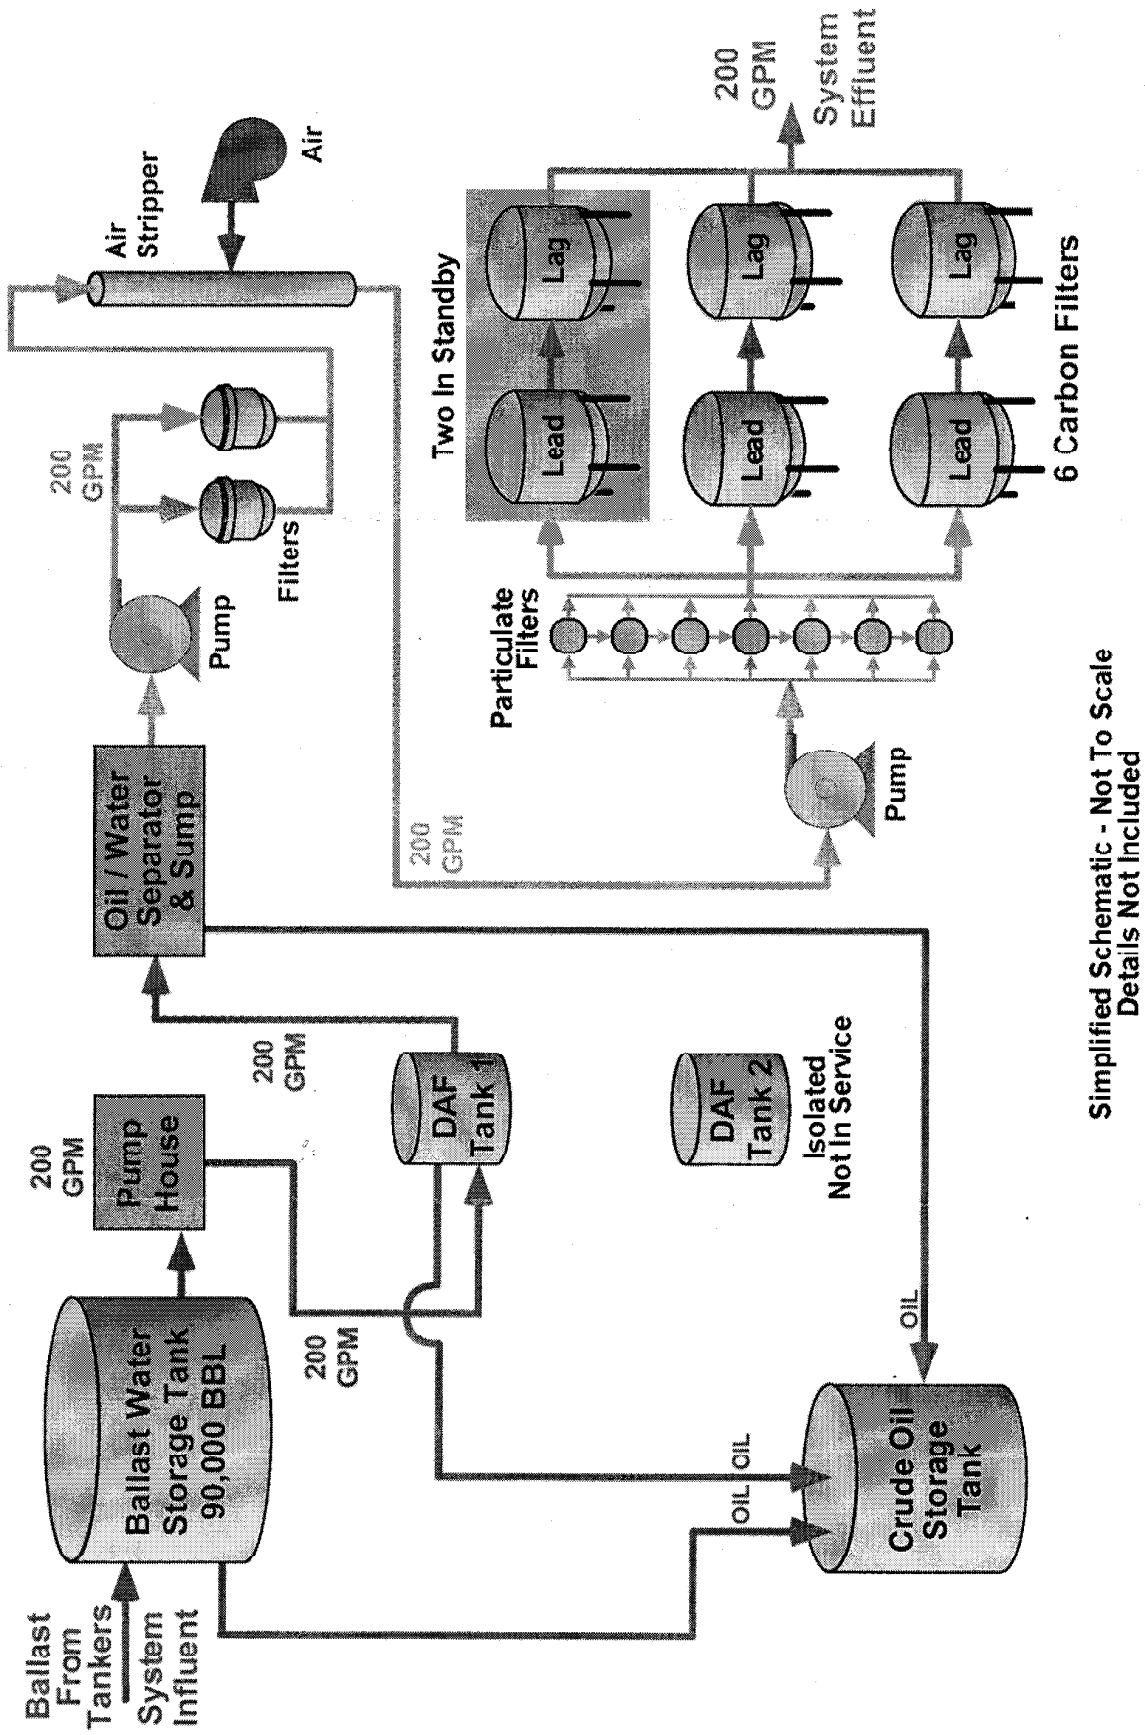 Ballast
From
Tankers
System
Influent
Ballast Water
Storage Tank
90,000 BBL
200
GPM
Pump
House
200
GPM
DAF
Tank 1
200
GPM
Oil / Water
Separator
& Sump
Pump
200
GPM
Filters
Air
Stripper
Air
200
GPM
Pump
Particulate
Filters
Two In Standby
Lead
Lag
Lead
Lag
Lead
Lag
6 Carbon Filters
200
GPM
System
Effluent
DAF
Tank 2
Isolated
Not In Service
OIL
OIL
OIL
Crude Oil
Storage
Tank
Simplified Schematic - Not To Scale
Details Not Included